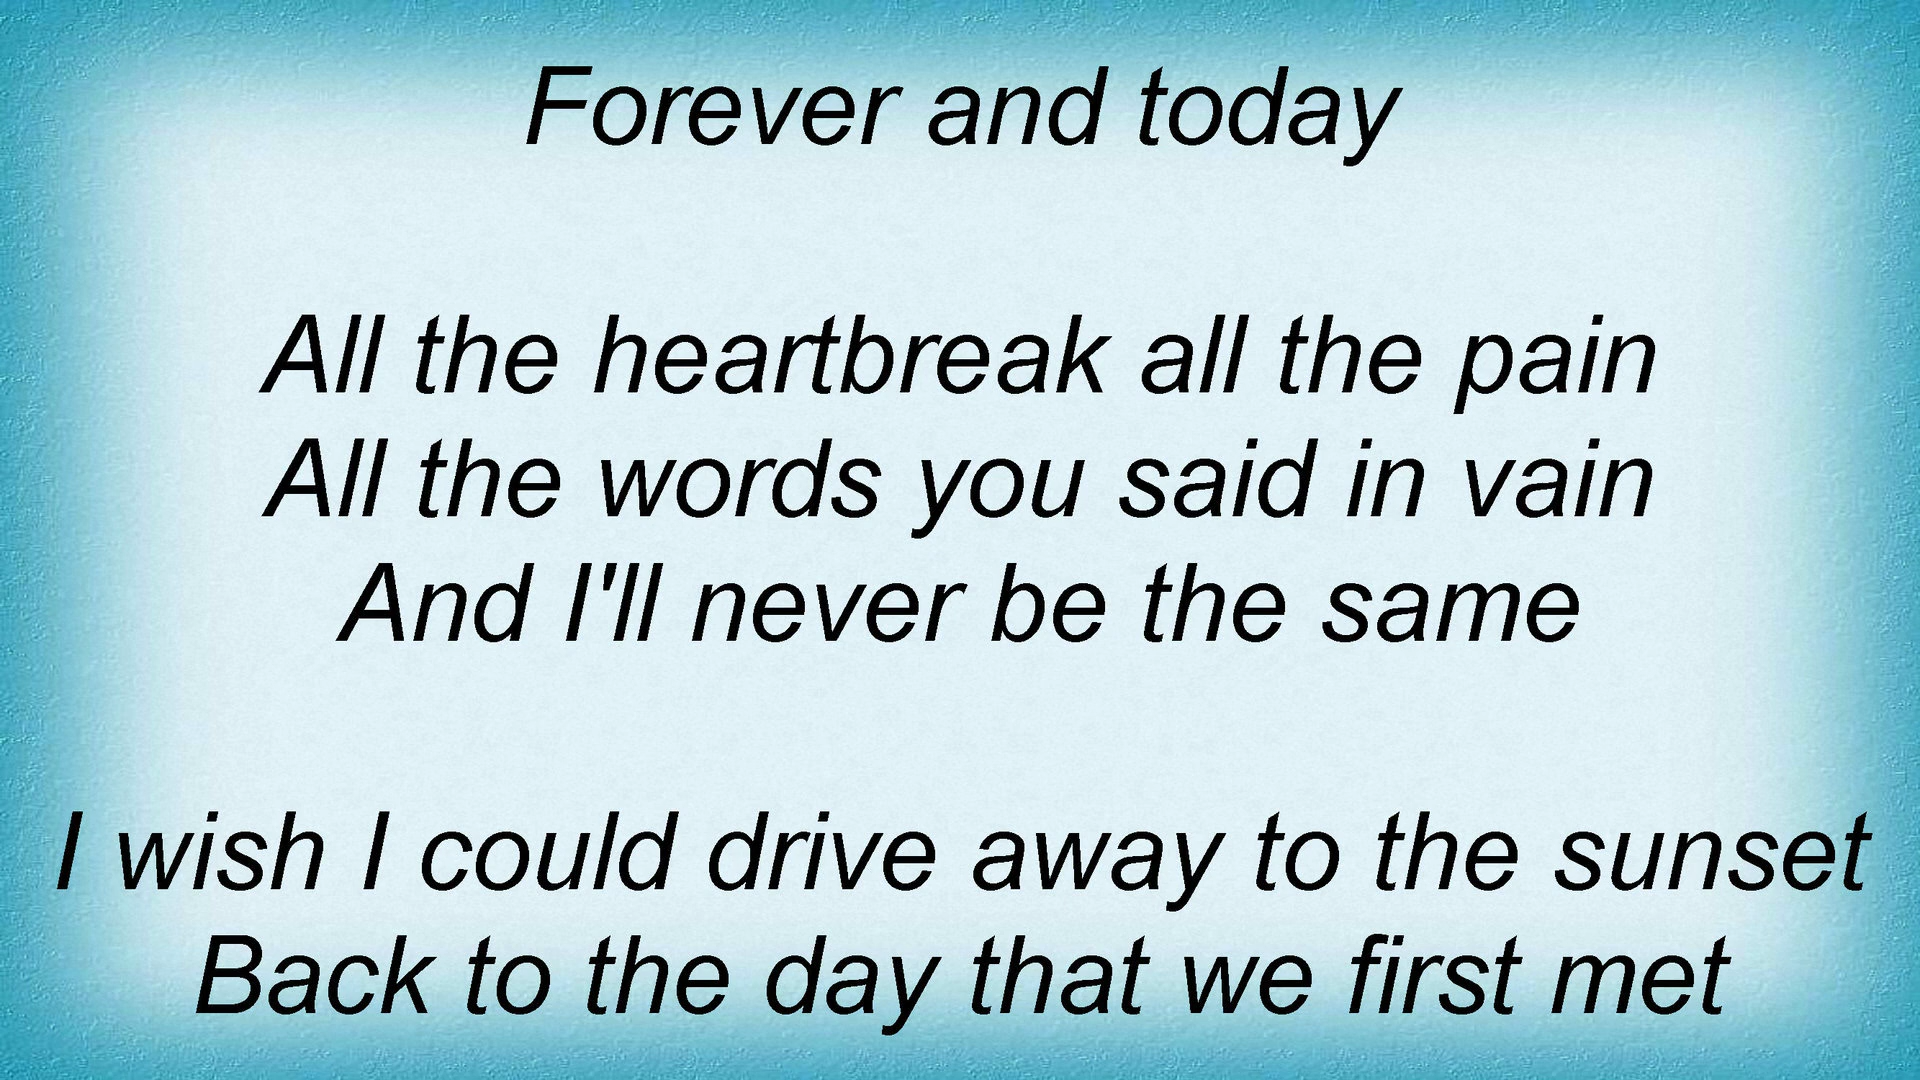 Forever and today
All the heartbreak all the pain
All the words you said in vain
And I'll never be the same
I wish I could drive away to the sunset
Back to the day that we first met